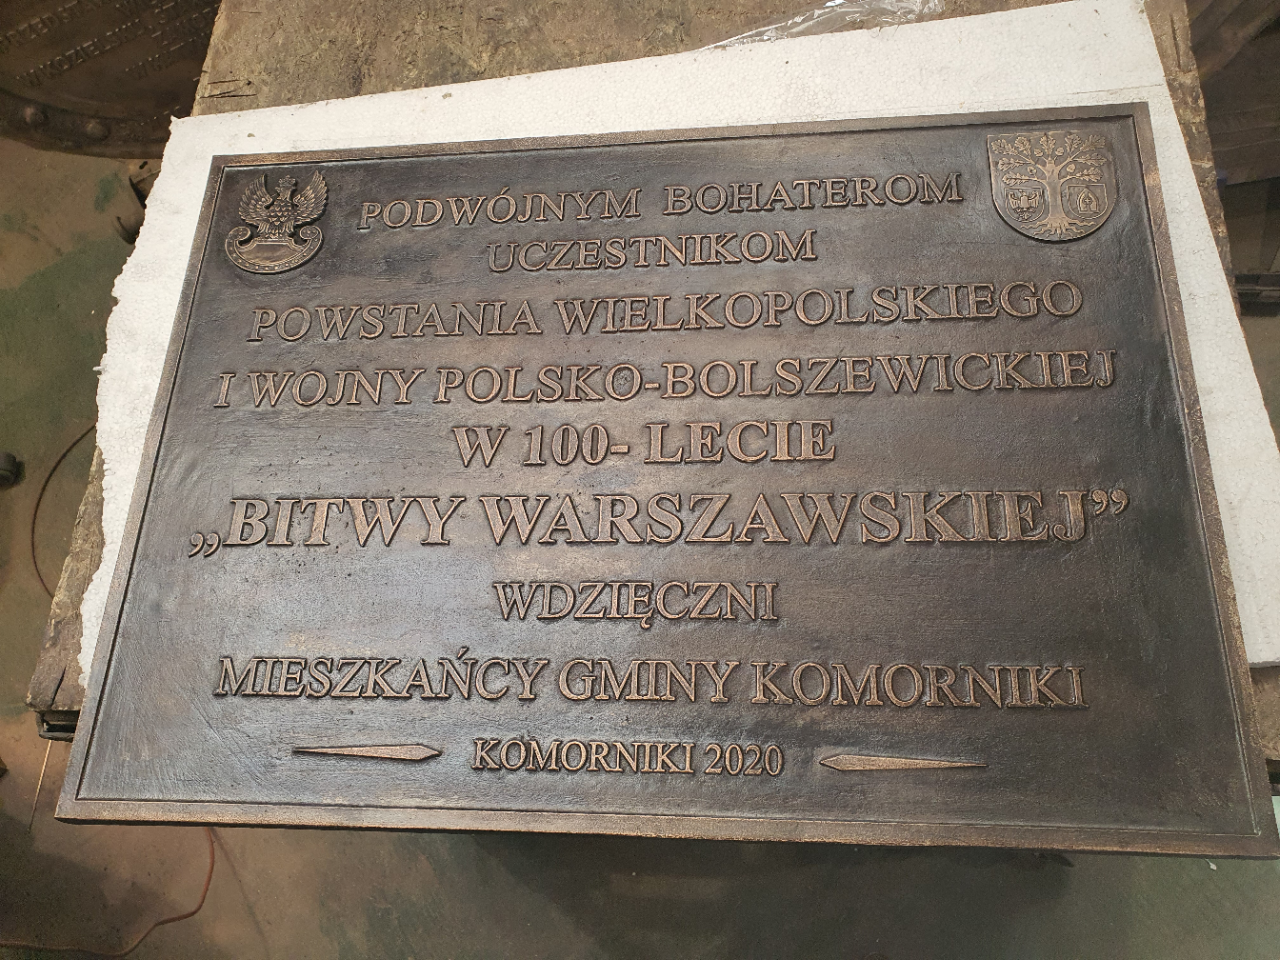 PODWÓJNYM BOHATEROM
UCZESTNIKOM
POWSTANIA WIELKOPOLSKIEGO
I WOJNY POLSKO-BOLSZEWICKIEJ
W 100- LECIE
„BITWY WARSZAWSKIEJ”
WDZIĘCZNI
MIESZKAŃCY GMINY KOMORNIKI
KOMORNIKI 2020